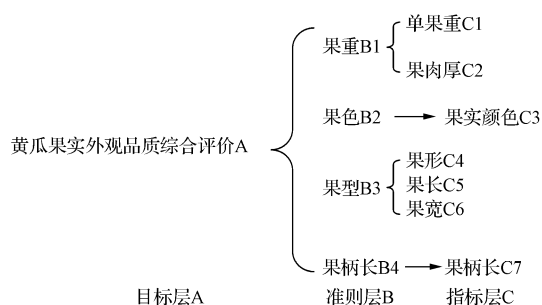 单果重C1
果重B1
果肉厚C2
果色B2 果实颜色C3
黄瓜果实外观品质综合评价A
果形C4
果型B3 果长C5
果宽C6
果柄长B4 果柄长C7
目标层A 准则层B 指标层C